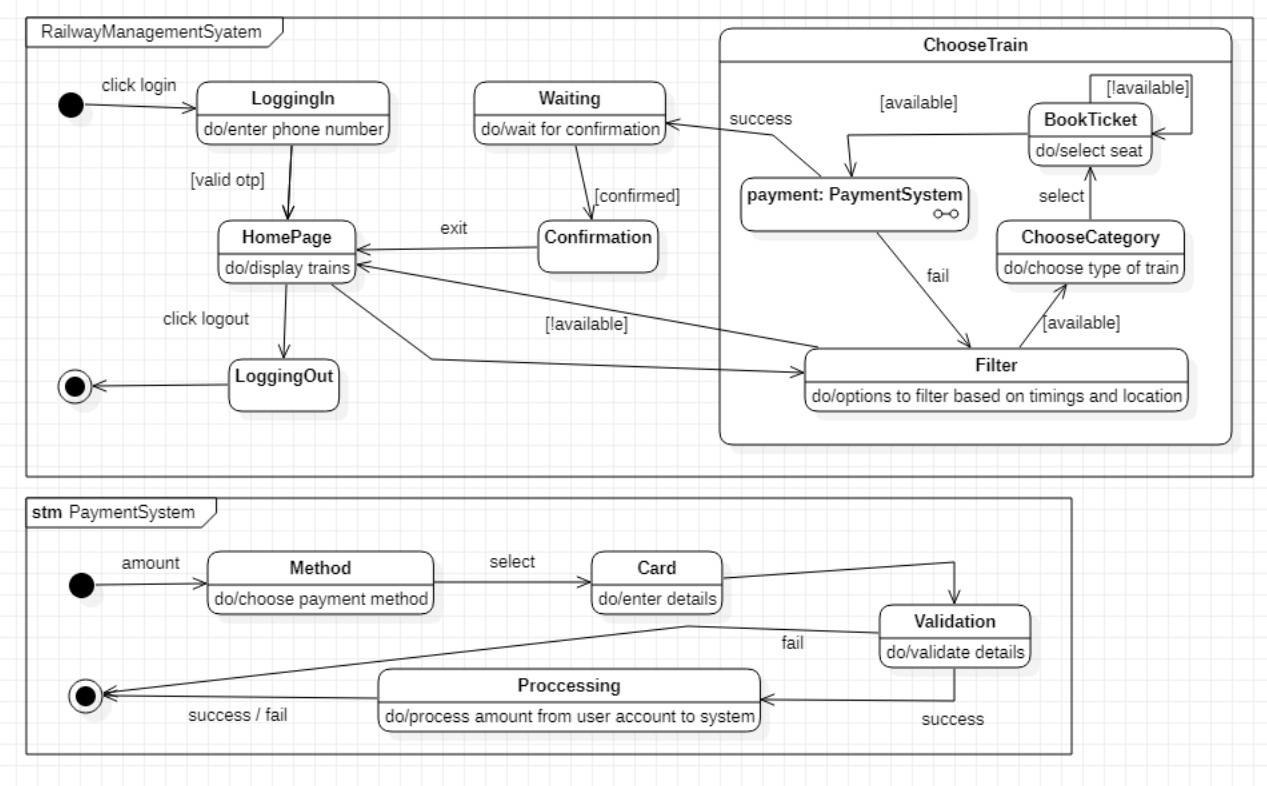 RailwayManagementSyatem
ChooseTrain
click login
LoggingIn
do/enter phone number
Waiting
do/wait for confirmation
success
[available]
[!available]
BookTicket
do/select seat
[valid otp]
payment: PaymentSystem
select
[confirmed]
HomePage
do/display trains
exit
Confirmation
ChooseCategory
do/choose type of train
fail
click logout
[!available]
[available]
LoggingOut
Filter
do/options to filter based on timings and location
stm PaymentSystem
amount
Method
do/choose payment method
select
Card
do/enter details
Validation
do/validate details
fail
Proccessing
do/process amount from user account to system
success / fail
success